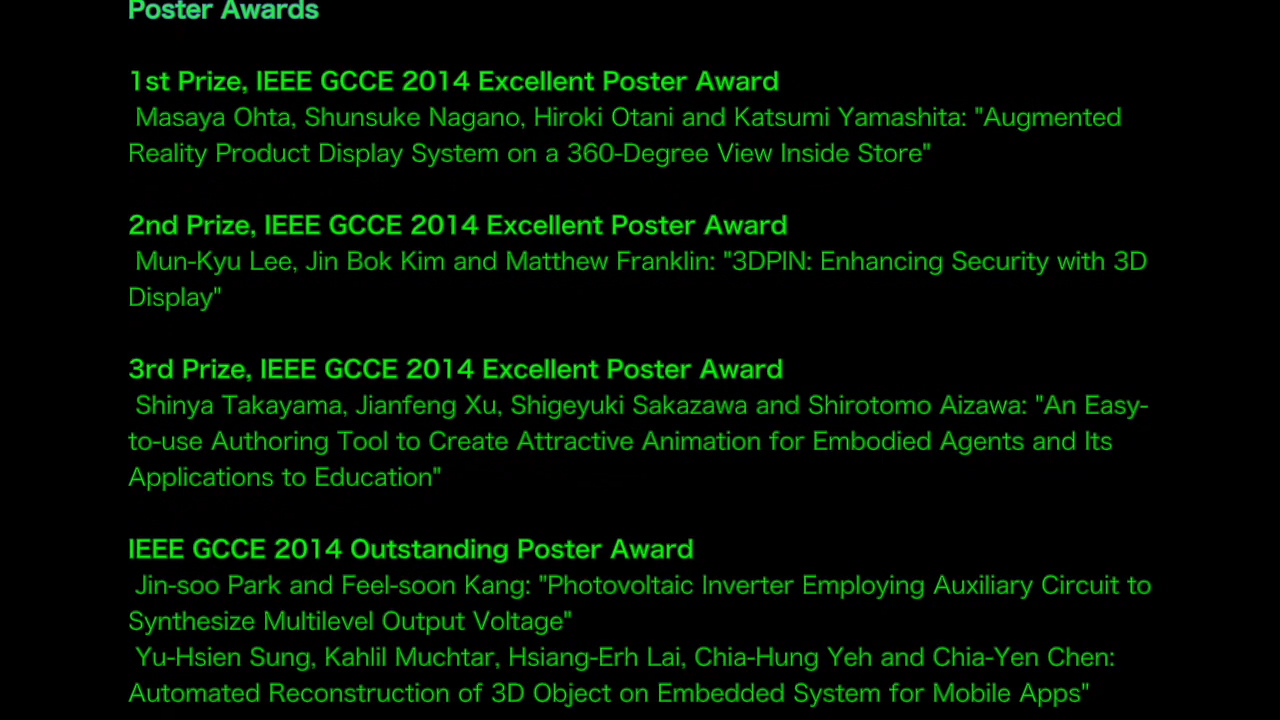 Poster Awards
1st Prize, IEEE GCCE 2014 Excellent Poster Award
Masaya Ohta, Shunsuke Nagano, Hiroki Otani and Katsumi Yamashita: "Augmented
Reality Product Display System on a 360-Degree View Inside Store"
2nd Prize, IEEE GCCE 2014 Excellent Poster Award
Mun-Kyu Lee, Jin Bok Kim and Matthew Franklin: "3DPIN: Enhancing Security with 3D
Display"
3rd Prize, IEEE GCCE 2014 Excellent Poster Award
Shinya Takayama, Jianfeng Xu, Shigeyuki Sakazawa and Shirotomo Aizawa: "An Easy-
to-use Authoring Tool to Create Attractive Animation for Embodied Agents and Its
Applications to Education"
IEEE GCCE 2014 Outstanding Poster Award
Jin-soo Park and Feel-soon Kang: "Photovoltaic Inverter Employing Auxiliary Circuit to
Synthesize Multilevel Output Voltage"
Yu-Hsien Sung, Kahlil Muchtar, Hsiang-Erh Lai, Chia-Hung Yeh and Chia-Yen Chen:
Automated Reconstruction of 3D Object on Embedded System for Mobile Apps"